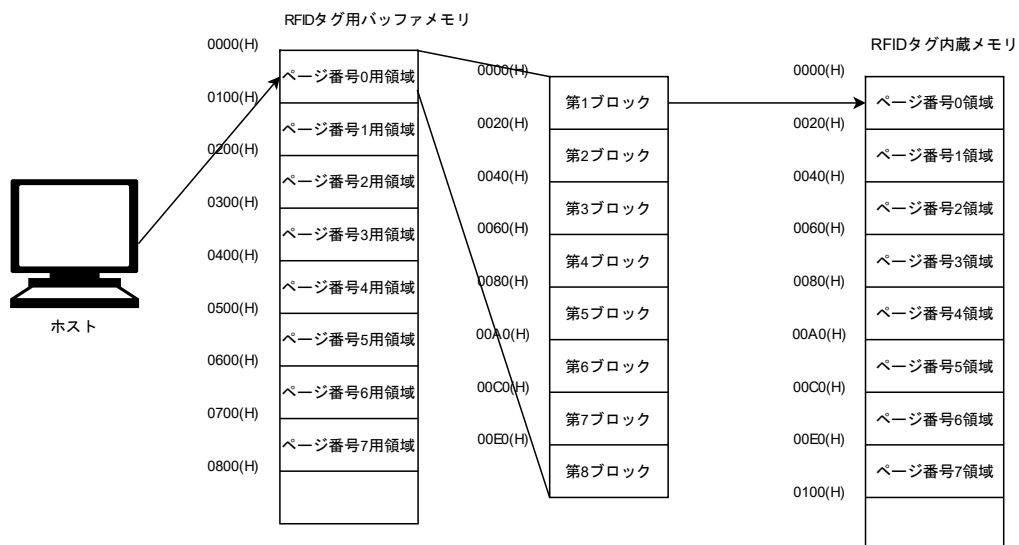 RFIDタグ用バッファメモリ
0000(H)
ページ番号0用領域
0100(H)
ページ番号1用領域
0200(H)
ページ番号2用領域
0300(H)
ページ番号3用領域
0400(H)
ページ番号4用領域
0500(H)
ページ番号5用領域
0600(H)
ページ番号6用領域
0700(H)
ページ番号7用領域
0800(H)
ホスト
0000(H)
第1ブロック
0020(H)
第2ブロック
0040(H)
第3ブロック
0060(H)
第4ブロック
0080(H)
第5ブロック
00A0(H)
第6ブロック
00C0(H)
第7ブロック
00E0(H)
第8ブロック
RFIDタグ内蔵メモリ
0000(H)
ページ番号0領域
0020(H)
ページ番号1領域
0040(H)
ページ番号2領域
0060(H)
ページ番号3領域
0080(H)
ページ番号4領域
00A0(H)
ページ番号5領域
00C0(H)
ページ番号6領域
00E0(H)
ページ番号7領域
0100(H)